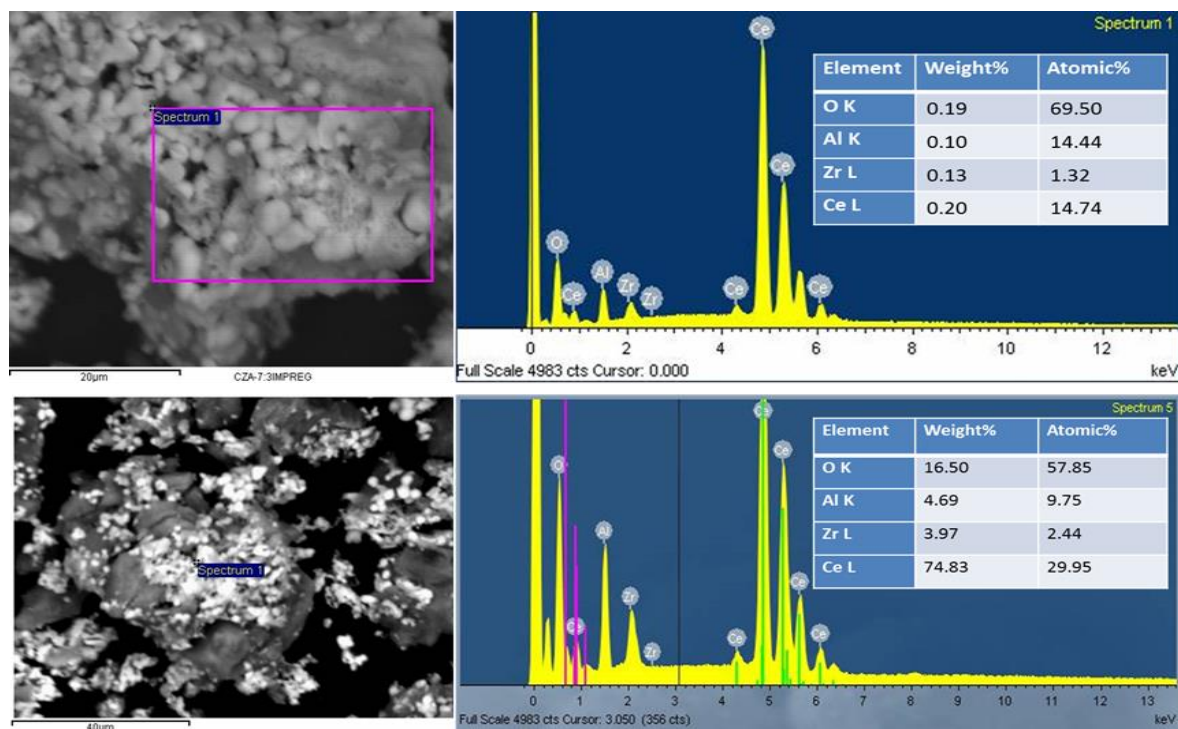 Spectrum 1
20µm
CZA-7:3IMPREG
Spectrum 1
Ce
Ce
O
Ce
Al
Zr
Zr
Ce
Ce
Element Weight% Atomic%
O K 0.19 69.50
Al K 0.10 14.44
Zr L 0.13 1.32
Ce L 0.20 14.74
0 2 4 6 8 10 12
Full Scale 4983 cts Cursor: 0.000 keV
Spectrum 1
40µm
Spectrum 5
Ce
Ce
O
Al
Ce
Zr
Ce
Zr
Ce
Ce
Element Weight% Atomic%
O K 16.50 57.85
Al K 4.69 9.75
Zr L 3.97 2.44
Ce L 74.83 29.95
0 1 2 3 4 5 6 7 8 9 10 11 12 13
Full Scale 4983 cts Cursor: 3.050 (356 cts) keV